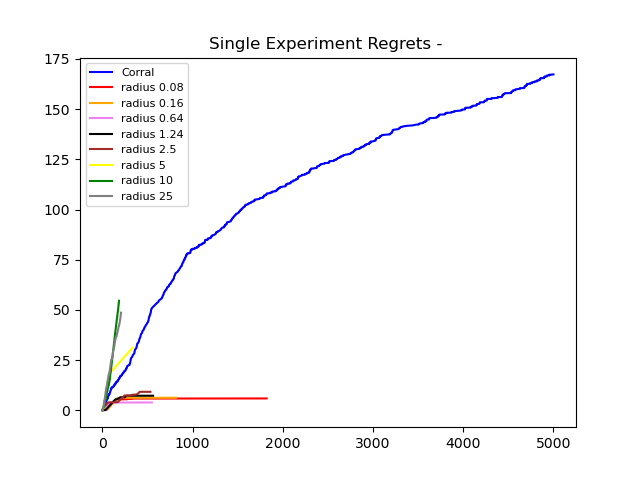 Single Experiment Regrets -
175
150
125
100
75
50
25
0
Corral
radius 0.08
radius 0.16
radius 0.64
radius 1.24
radius 2.5
radius 5
radius 10
radius 25
0 1000 2000 3000 4000 5000